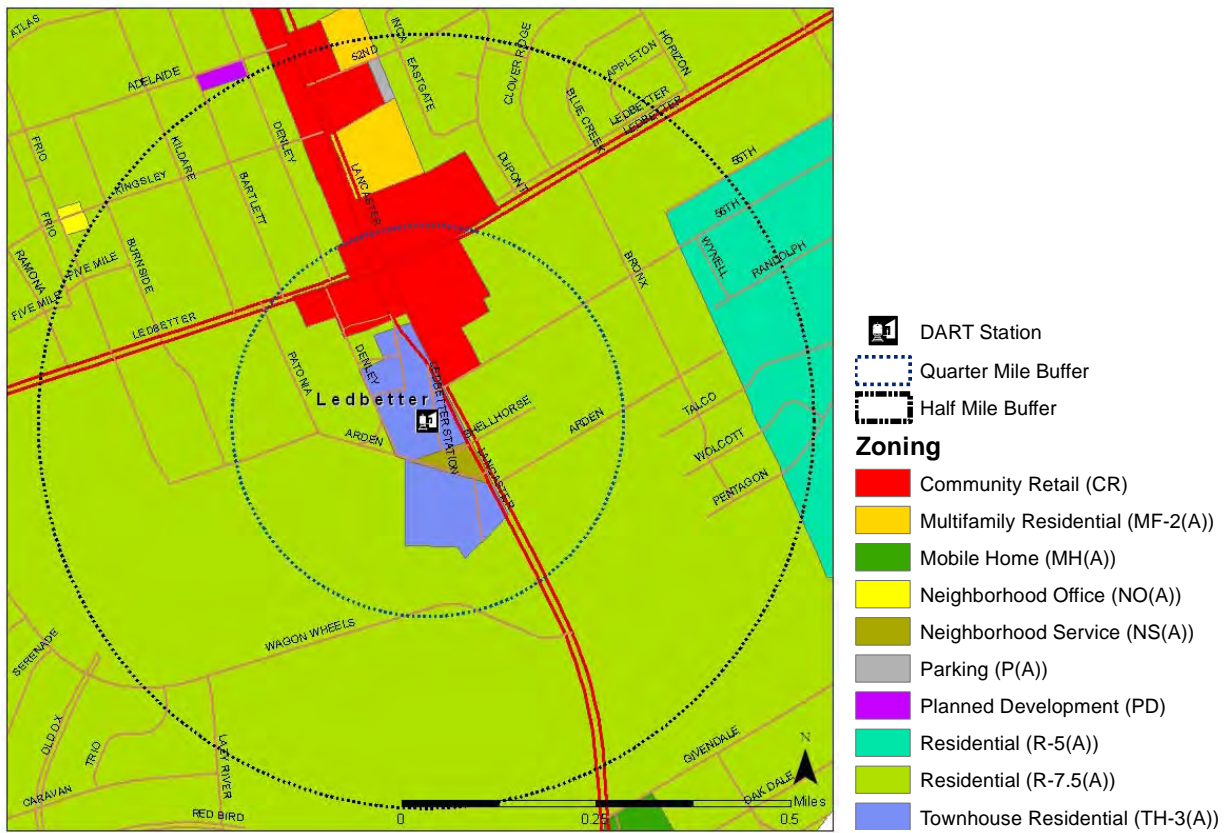 ATLAS
ADELAIDE
52ND
INCA
EASTGATE
CLOVER RIDGE
HORIZON
APPLETON
BLUE CREEK
LEDBETTER
LEDBETTER
FRIO
KILDARE
DENLEY
KINGSLEY
BARTLETT
LANCASTER
DUPONT
55TH
56TH
WYNELL
RANDOLPH
FRIO
RAMONA
FIVE MILE
FIVE MILE
BURNSIDE
LEDBETTER
BRONX
PATONIA
DENLEY
LEDBETTER STATION
Ledbetter
SHELLHORSE
ARDEN
ARDEN
LANCASTER
TALCO
WOLCOTT
PENTAGON
WAGON WHEELS
SERENADE
OLD OX
TRIO
LAZY RIVER
CARAVAN
RED BIRD
GIVENDALE
OAK DALE
N
Miles
0
0.25
0.5
DART Station
Quarter Mile Buffer
Half Mile Buffer
Zoning
Community Retail (CR)
Multifamily Residential (MF-2(A))
Mobile Home (MH(A))
Neighborhood Office (NO(A))
Neighborhood Service (NS(A))
Parking (P(A))
Planned Development (PD)
Residential (R-5(A))
Residential (R-7.5(A))
Townhouse Residential (TH-3(A))